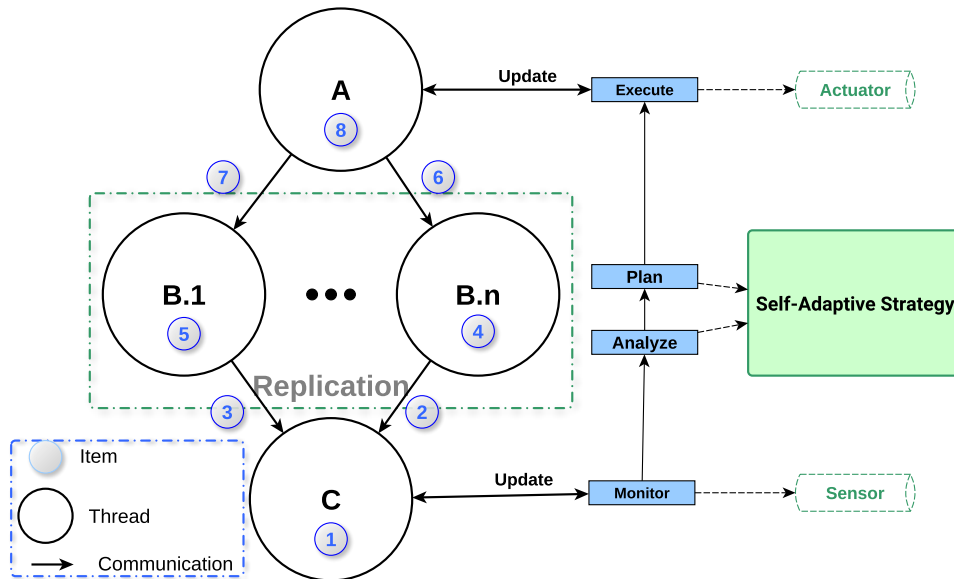 A
8
Update
Execute
Actuator
7
6
B.1
5
B.n
4
Plan
Analyze
Self-Adaptive Strategy
Replication
3
2
C
1
Update
Monitor
Sensor
Item
Thread
Communication